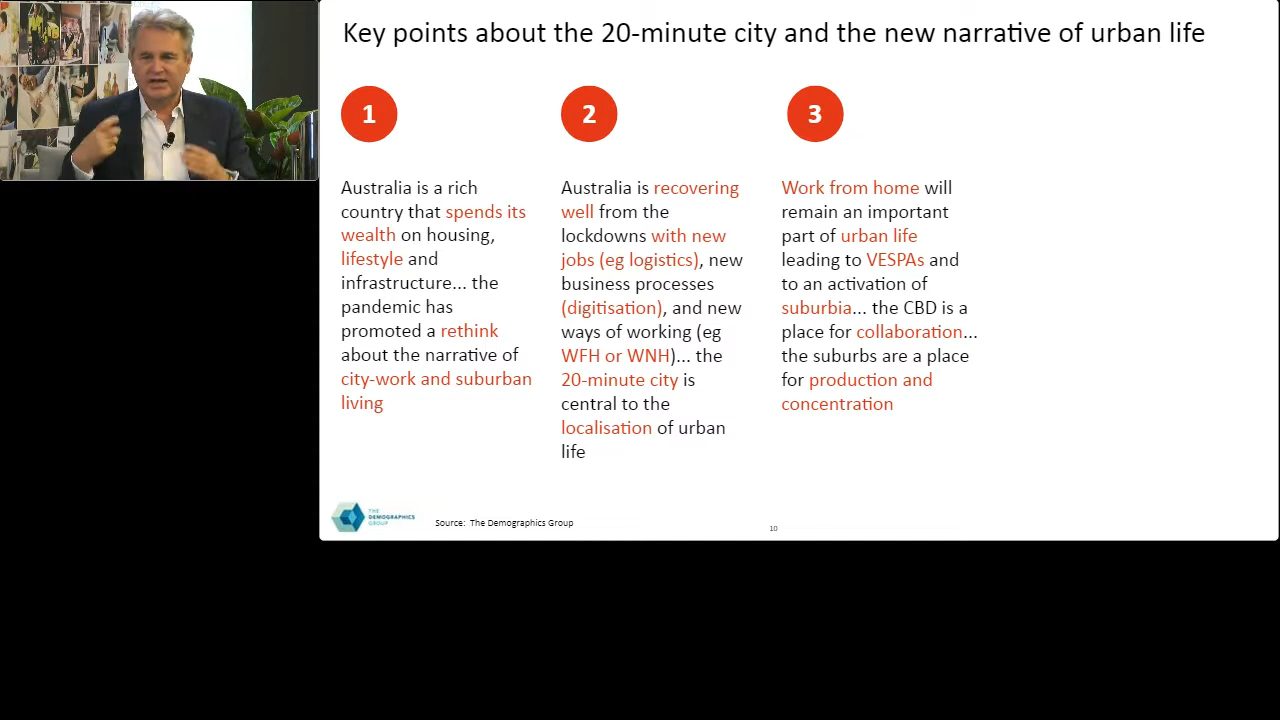 Key points about the 20-minute city and the new narrative of urban life
1
Australia is a rich
country that spends its
wealth on housing,
lifestyle and
infrastructure... the
pandemic has
promoted a rethink
about the narrative of
city-work and suburban
living
2
Australia is recovering
well from the
lockdowns with new
jobs (eg logistics), new
business processes
(digitisation), and new
ways of working (eg
WFH or WNH)... the
20-minute city is
central to the
localisation of urban
life
3
Work from home will
remain an important
part of urban life
leading to VESPAs and
to an activation of
suburbia... the CBD is a
place for collaboration...
the suburbs are a place
for production and
concentration
THE
DEMOGRAPHICS
GROUP
Source: The Demographics Group
10